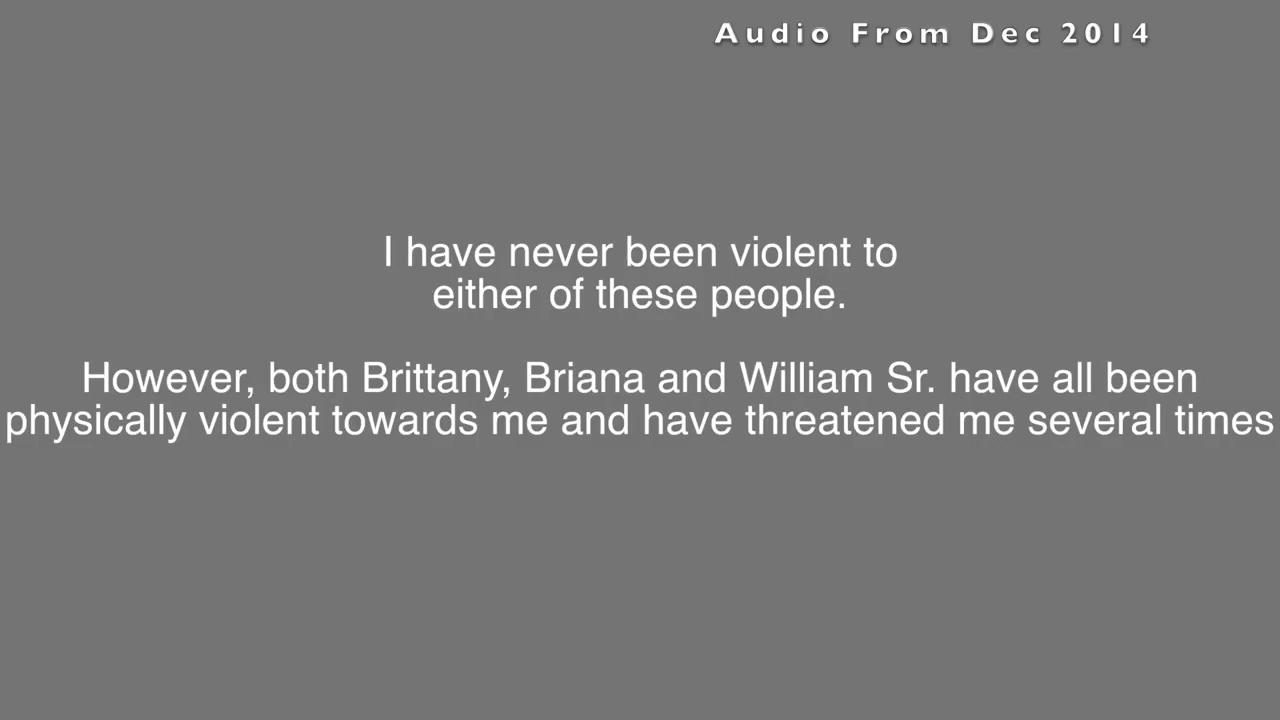 Audio From Dec 2014
I have never been violent to
either of these people.
However, both Brittany, Briana and William Sr. have all been
physically violent towards me and have threatened me several times